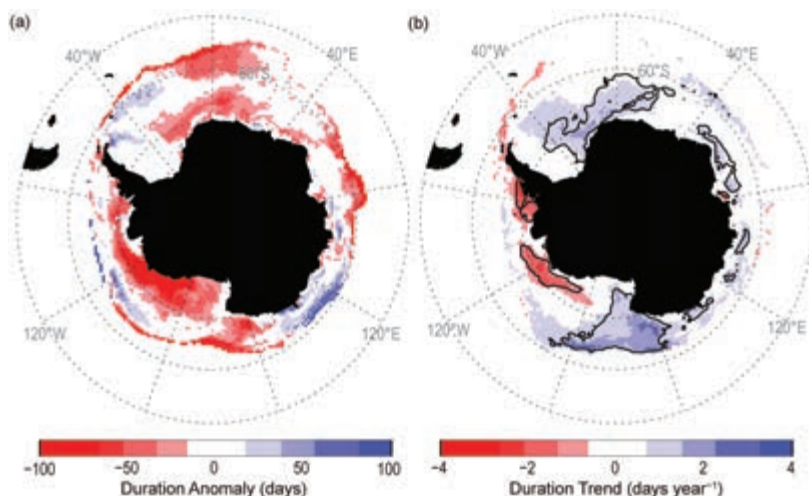 (a)
(b)
40°W
40°E
60°S
40°W
40°E
60°S
120°W
120°E
120°W
120°E
−100 −50 0 50 100
−4 −2 0 2 4
Duration Anomaly (days)
Duration Trend (days year⁻¹)